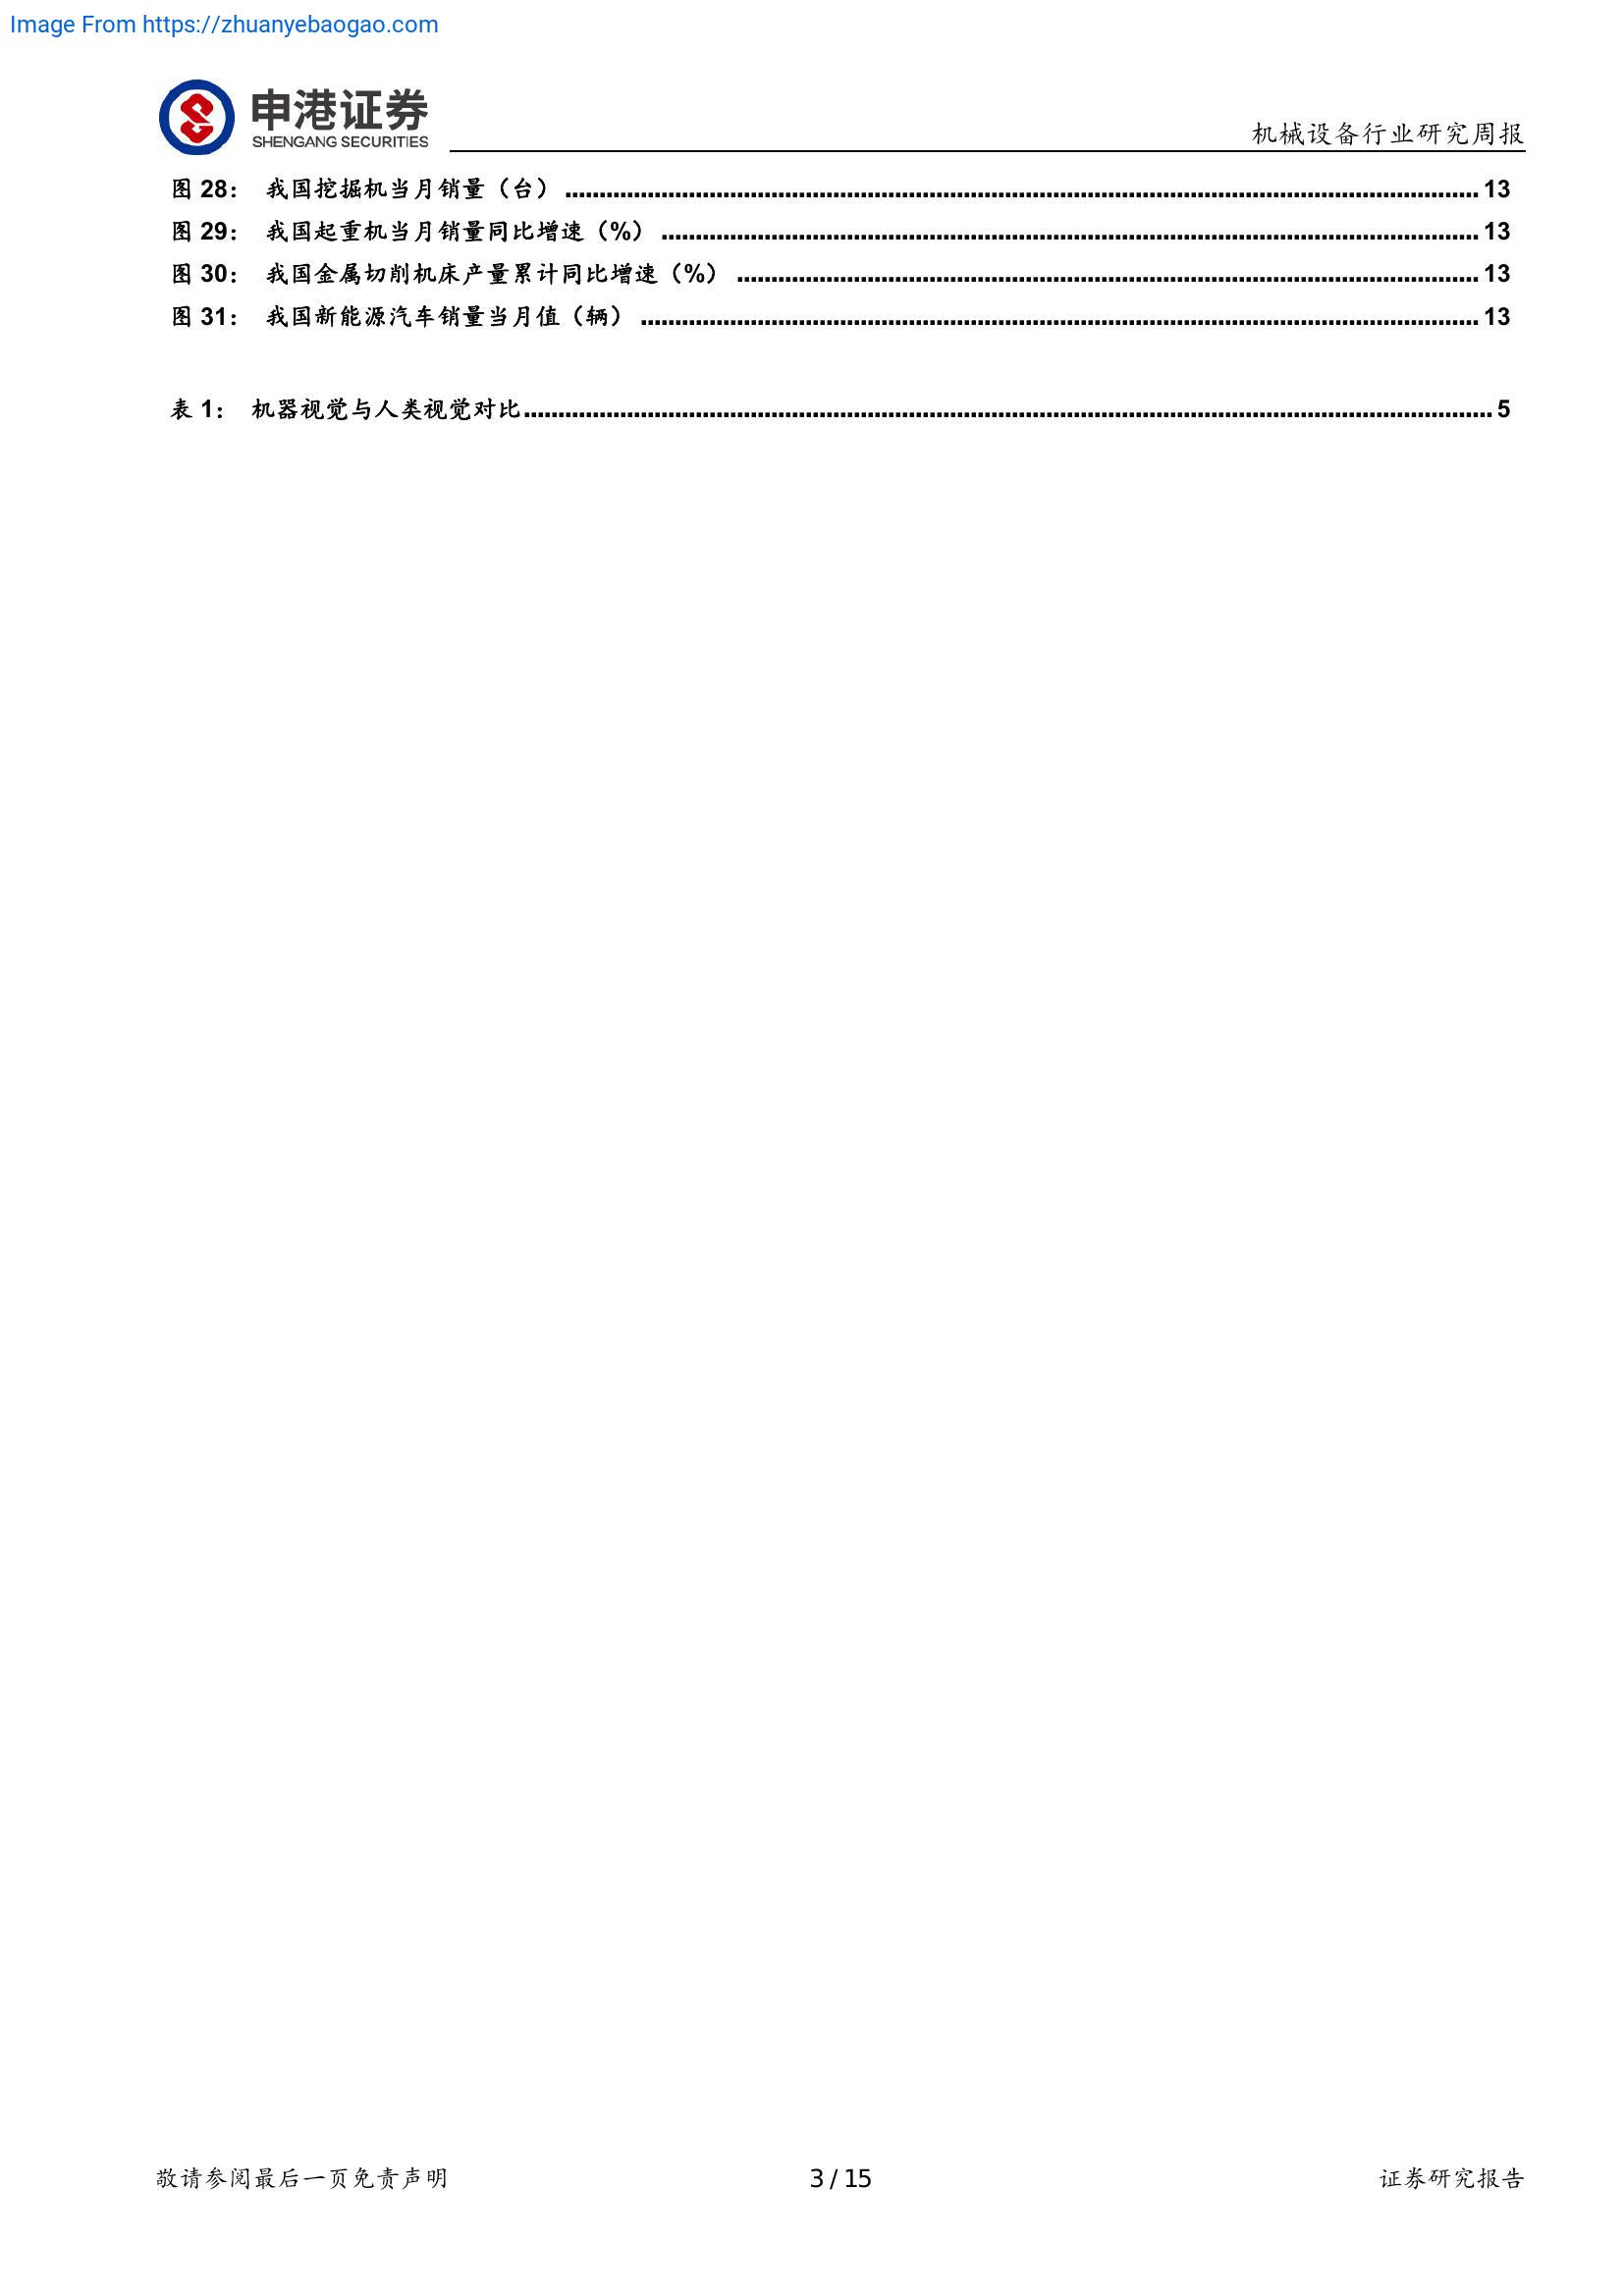 Image From https://zhuanyebaogao.com
申港证券
SHENGANG SECURITIES
机械设备行业研究周报
图 28： 我国挖掘机当月销量（台）........................................ 13
图 29： 我国起重机当月销量同比增速（%）........................................ 13
图 30： 我国金属切削机床产量累计同比增速（%）........................................ 13
图 31： 我国新能源汽车销量当月值（辆）........................................ 13
表 1： 机器视觉与人类视觉对比........................................ 5
敬请参阅最后一页免责声明 3 / 15 证券研究报告